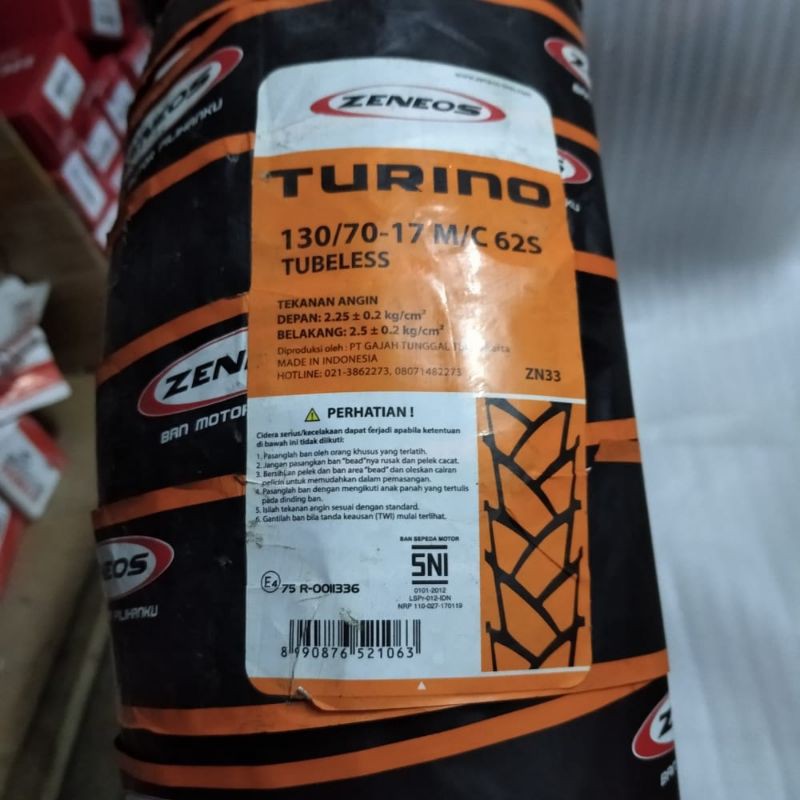 ZENEOS
TURINO
130/70-17 M/C 62S
TUBELESS
TEKANAN ANGIN
DEPAN: 2.25 ± 0.2 kg/cm²
BELAKANG: 2.5 ± 0.2 kg/cm²
Diproduksi oleh : PT GAJAH TUNGGAL
MADE IN INDONESIA
HOTLINE: 021-3862273, 08071482273
ZN33
PERHATIAN !
Cidera serius/kecelakaan dapat terjadi apabila ketentuan
di bawah ini tidak diikuti:
1. Pasanglah ban oleh orang khusus yang terlatih.
2. Jangan pasangkan ban "bead"nya rusak dan pelek cacat.
3. Bersihkan pelek dan ban area "bead" dan oleskan cairan
pelicin untuk memudahkan dalam pemasangan.
4. Pasanglah ban dengan mengikuti anak panah yang tertulis
pada dinding ban.
5. Isilah tekanan angin sesuai dengan standard.
6. Gantilah ban bila tanda keausan (TWI) mulai terlihat.
BAN SEPEDA MOTOR
SNI
0101-2012
LSPr-012-IDN
NRP 110-027-170119
E4 75 R-0011336
8 990876 521063
ZENEOS
PILIHANKU
ZEN
BAN MOTOR
NEOS
PILIHANKU